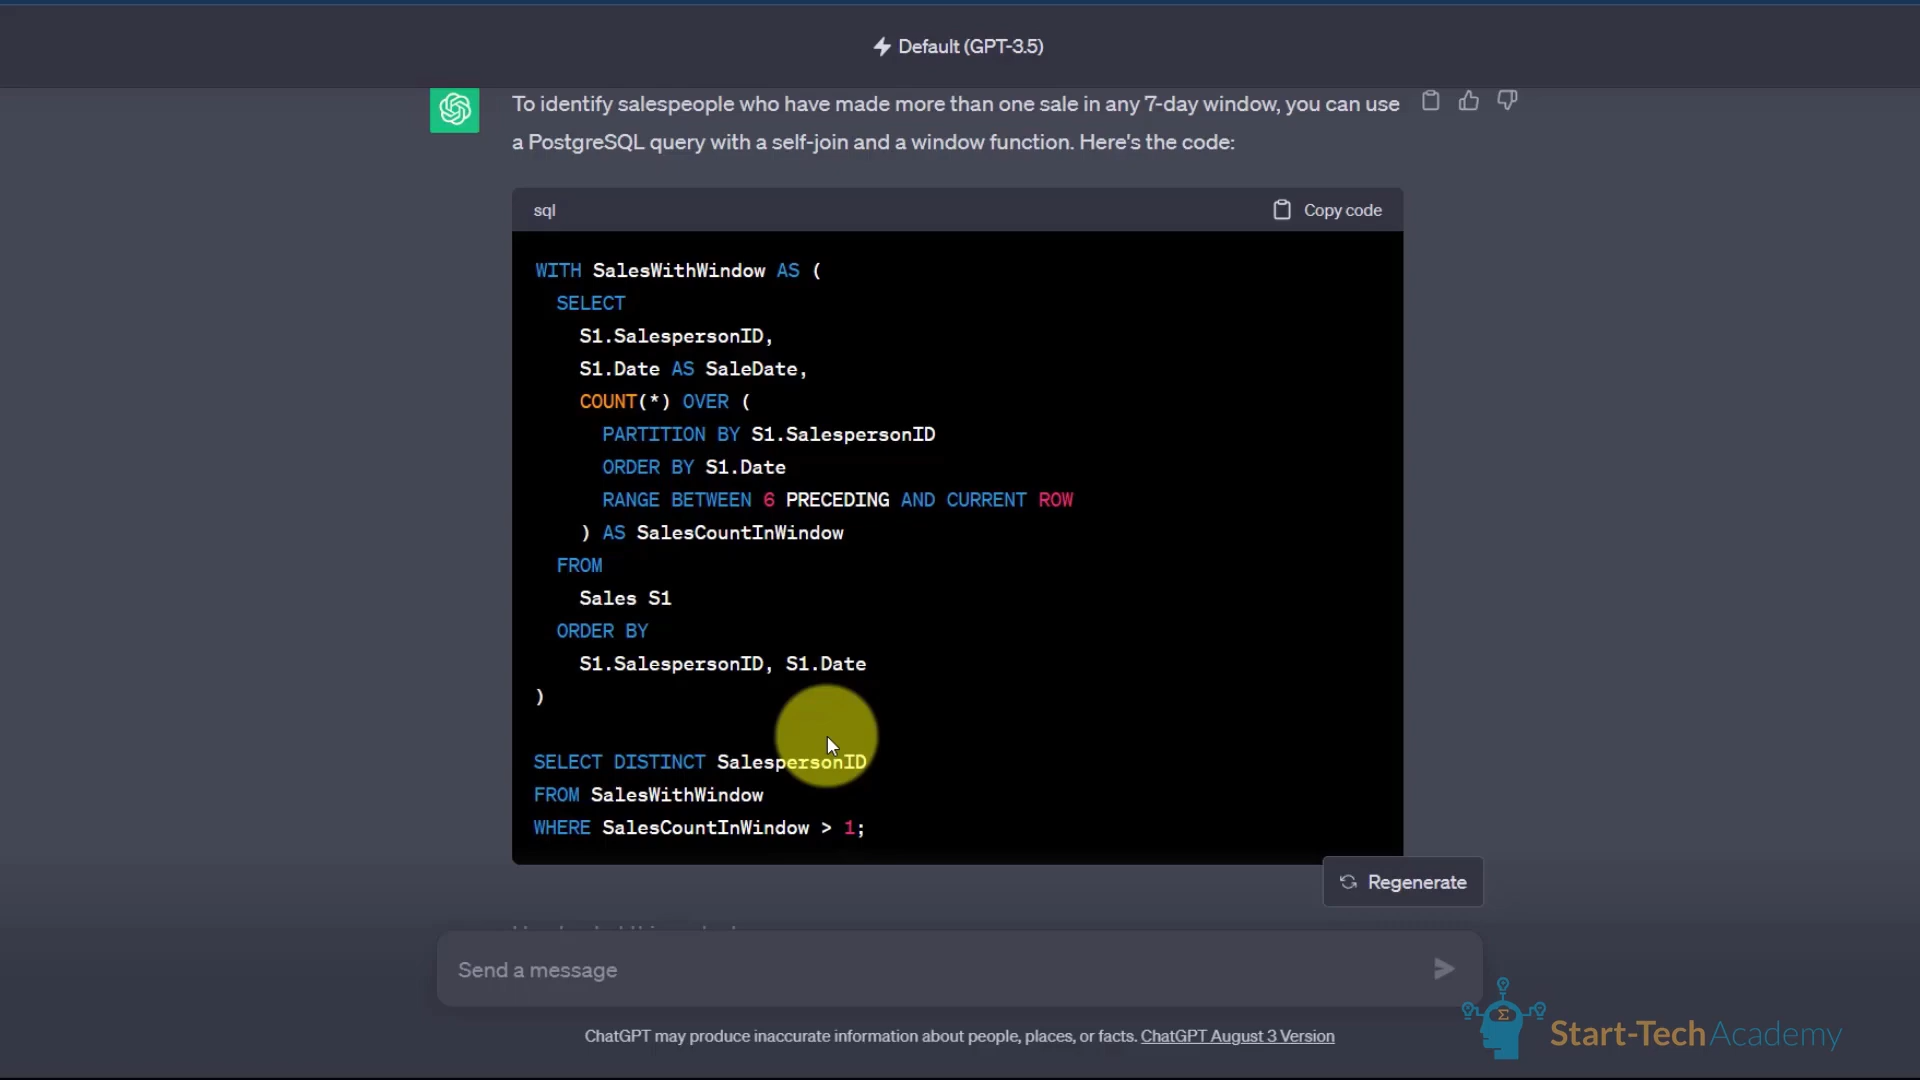 Default (GPT-3.5)
To identify salespeople who have made more than one sale in any 7-day window, you can use
a PostgreSQL query with a self-join and a window function. Here's the code:
sql
Copy code
WITH SalesWithWindow AS (
SELECT
S1.SalespersonID,
S1.Date AS SaleDate,
COUNT(*) OVER (
PARTITION BY S1.SalespersonID
ORDER BY S1.Date
RANGE BETWEEN 6 PRECEDING AND CURRENT ROW
) AS SalesCountInWindow
FROM
Sales S1
ORDER BY
S1.SalespersonID, S1.Date
)
SELECT DISTINCT SalespersonID
FROM SalesWithWindow
WHERE SalesCountInWindow > 1;
Regenerate
Send a message
ChatGPT may produce inaccurate information about people, places, or facts. ChatGPT August 3 Version
Start-TechAcademy